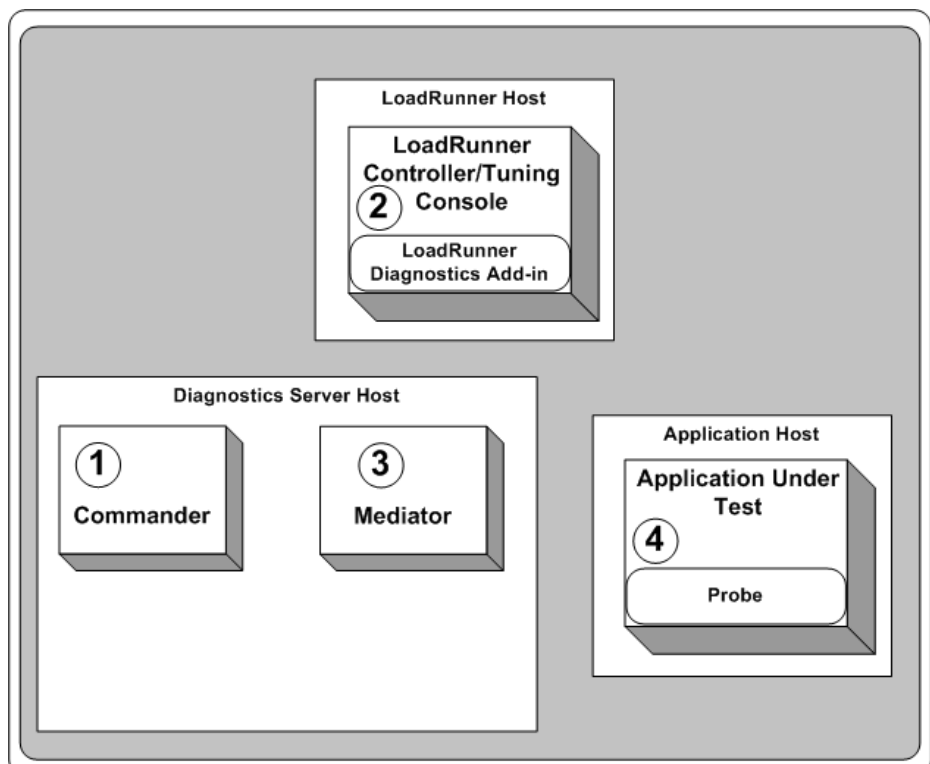 LoadRunner Host
LoadRunner
Controller/Tuning
Console
2
LoadRunner
Diagnostics Add-in
Diagnostics Server Host
1
Commander
3
Mediator
Application Host
Application Under
Test
4
Probe